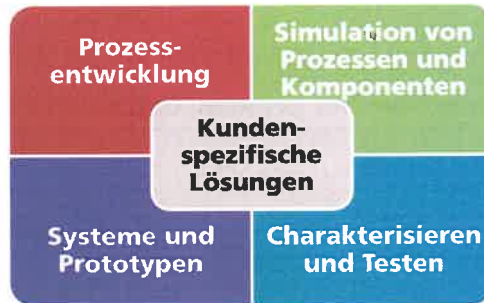 Prozess-
entwicklung
Simulation von
Prozessen und
Komponenten
Kunden-
spezifische
Lösungen
Systeme und
Prototypen
Charakterisieren
und Testen